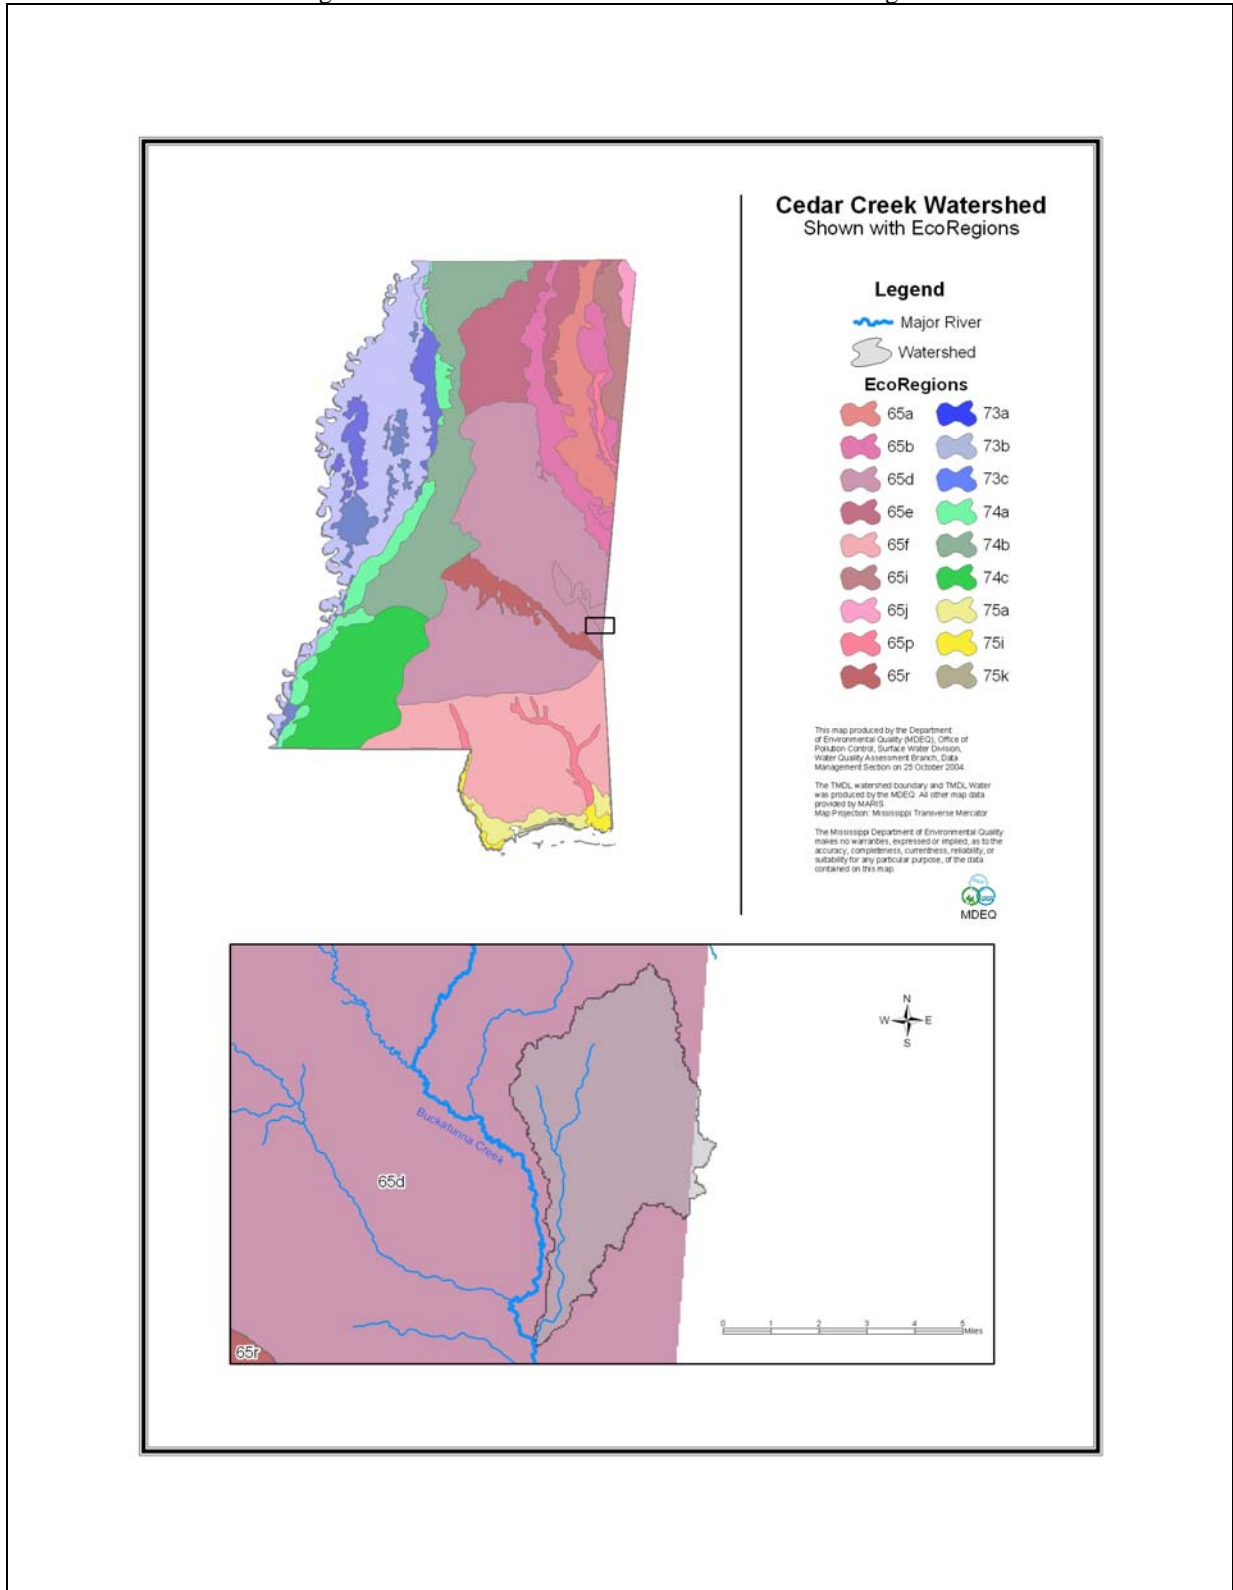 Cedar Creek Watershed
Shown with EcoRegions
Legend
Major River
Watershed
EcoRegions
65a 73a
65b 73b
65d 73c
65e 74a
65f 74b
65i 74c
65j 75a
65p 75i
65r 75k
This map produced by the Department
of Environmental Quality (MDEQ), Office of
Pollution Control, Surface Water Division,
Water Quality Assessment Branch, Data
Management Section on 25 October 2004.
The TMDL watershed boundary and TMDL Water
was produced by the MDEQ. All other map data
provided by MARIS.
Map Projection: Mississippi Transverse Mercator
The Mississippi Department of Environmental Quality
makes no warranties, expressed or implied, as to the
accuracy, completeness, currentness, reliability, or
suitability for any particular purpose, of the data
contained on this map.
MDEQ
N
W E
S
Buckatunna Creek
65d
0 1 2 3 4 5
Miles
65r